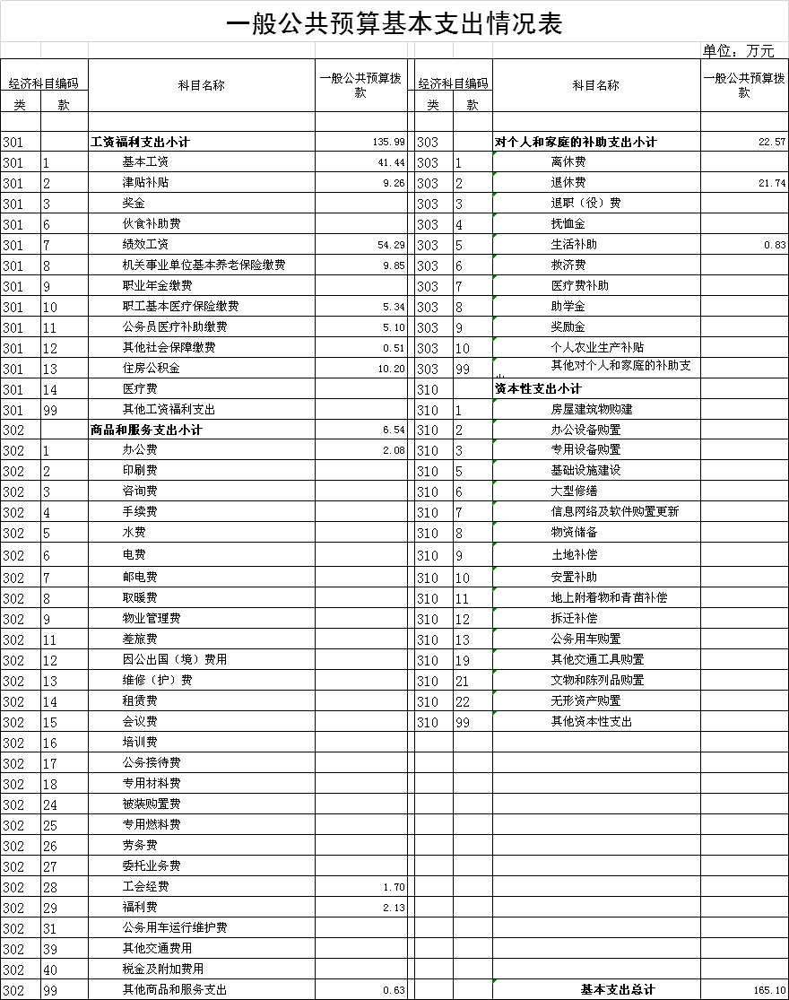 一般公共预算基本支出情况表
单位：万元
经济科目编码 科目名称 一般公共预算拨款 经济科目编码 科目名称 一般公共预算拨款
类 款 类 款
301 工资福利支出小计 135.99 303 对个人和家庭的补助支出小计 22.57
301 1 基本工资 41.44 303 1 离休费
301 2 津贴补贴 9.26 303 2 退休费 21.74
301 3 奖金 303 3 退职（役）费
301 6 伙食补助费 303 4 抚恤金
301 7 绩效工资 54.29 303 5 生活补助 0.83
301 8 机关事业单位基本养老保险缴费 9.85 303 6 救济费
301 9 职业年金缴费 303 7 医疗费补助
301 10 职工基本医疗保险缴费 5.34 303 8 助学金
301 11 公务员医疗补助缴费 5.10 303 9 奖励金
301 12 其他社会保障缴费 0.51 303 10 个人农业生产补贴
301 13 住房公积金 10.20 303 99 其他对个人和家庭的补助支
301 14 医疗费 310 资本性支出小计
301 99 其他工资福利支出 310 1 房屋建筑物购建
302 商品和服务支出小计 6.54 310 2 办公设备购置
302 1 办公费 2.08 310 3 专用设备购置
302 2 印刷费 310 5 基础设施建设
302 3 咨询费 310 6 大型修缮
302 4 手续费 310 7 信息网络及软件购置更新
302 5 水费 310 8 物资储备
302 6 电费 310 9 土地补偿
302 7 邮电费 310 10 安置补助
302 8 取暖费 310 11 地上附着物和青苗补偿
302 9 物业管理费 310 12 拆迁补偿
302 11 差旅费 310 13 公务用车购置
302 12 因公出国（境）费用 310 19 其他交通工具购置
302 13 维修（护）费 310 21 文物和陈列品购置
302 14 租赁费 310 22 无形资产购置
302 15 会议费 310 99 其他资本性支出
302 16 培训费
302 17 公务接待费
302 18 专用材料费
302 24 被装购置费
302 25 专用燃料费
302 26 劳务费
302 27 委托业务费
302 28 工会经费 1.70
302 29 福利费 2.13
302 31 公务用车运行维护费
302 39 其他交通费用
302 40 税金及附加费用
302 99 其他商品和服务支出 0.63 基本支出总计 165.10